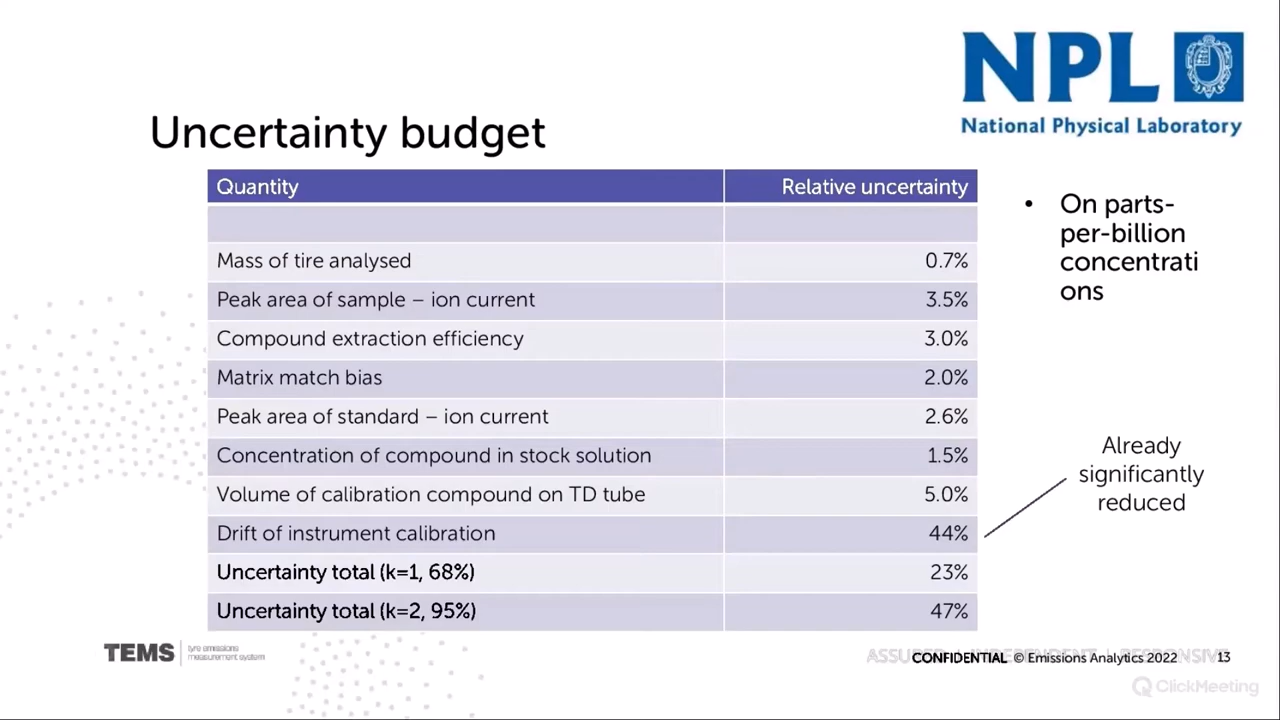 NPL
National Physical Laboratory
Uncertainty budget
Quantity Relative uncertainty
Mass of tire analysed 0.7%
Peak area of sample – ion current 3.5%
Compound extraction efficiency 3.0%
Matrix match bias 2.0%
Peak area of standard – ion current 2.6%
Concentration of compound in stock solution 1.5%
Volume of calibration compound on TD tube 5.0%
Drift of instrument calibration 44%
Uncertainty total (k=1, 68%) 23%
Uncertainty total (k=2, 95%) 47%
• On parts-
per-billion
concentrati
ons
Already
significantly
reduced
TEMS
tyre emissions
measurement system
CONFIDENTIAL © Emissions Analytics 2022 13
ClickMeeting